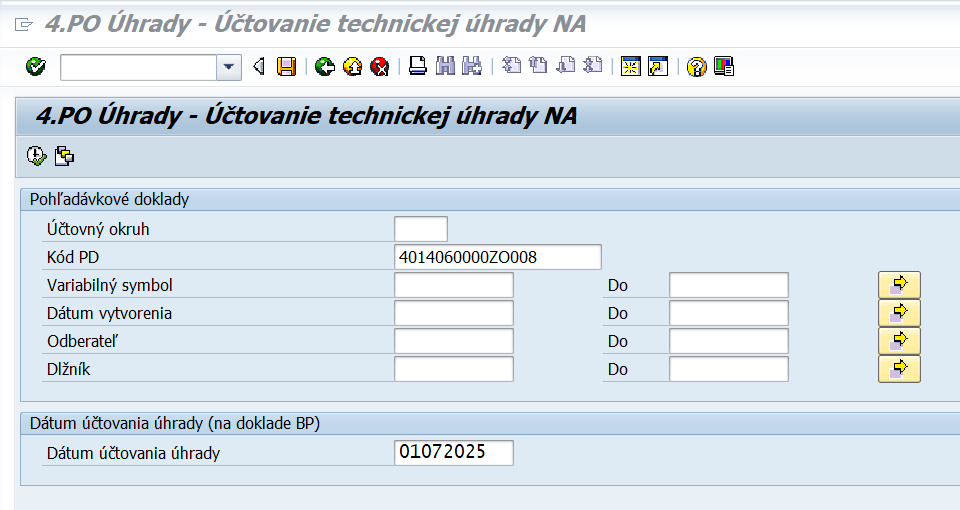 4.PO Úhrady - Účtovanie technickej úhrady NA
4.PO Úhrady - Účtovanie technickej úhrady NA
Pohľadávkové doklady
Účtovný okruh
Kód PD 4014060000ZO008
Variabilný symbol Do
Dátum vytvorenia Do
Odberateľ Do
Dlžník Do
Dátum účtovania úhrady (na doklade BP)
Dátum účtovania úhrady 01072025